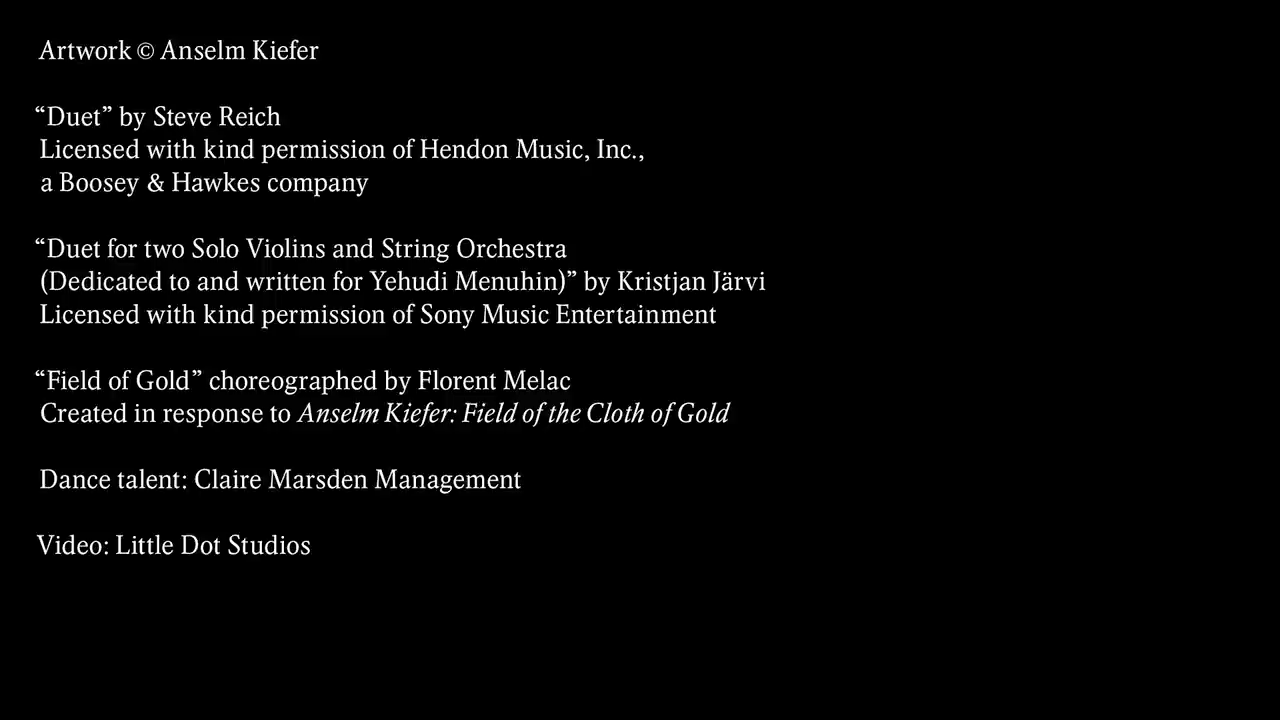 Artwork © Anselm Kiefer
“Duet” by Steve Reich
Licensed with kind permission of Hendon Music, Inc.,
a Boosey & Hawkes company
“Duet for two Solo Violins and String Orchestra
(Dedicated to and written for Yehudi Menuhin)” by Kristjan Järvi
Licensed with kind permission of Sony Music Entertainment
“Field of Gold” choreographed by Florent Melac
Created in response to Anselm Kiefer: Field of the Cloth of Gold
Dance talent: Claire Marsden Management
Video: Little Dot Studios